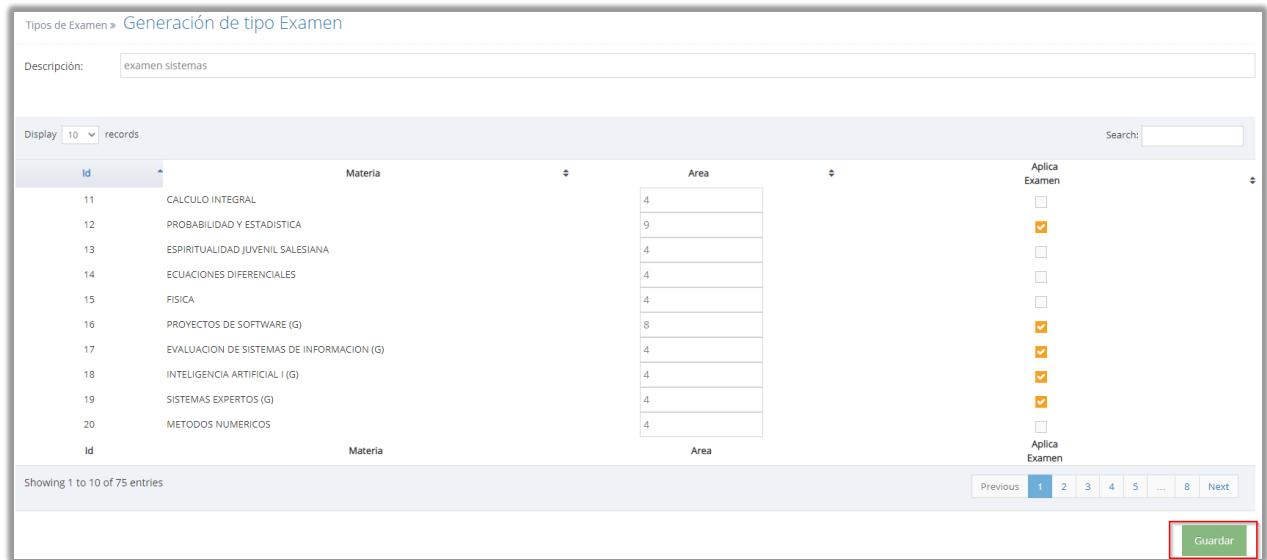 Tipos de Examen » Generación de tipo Examen
Descripción: examen sistemas
Display 10 records Search:
Id Materia Area Aplica Examen
11 CALCULO INTEGRAL 4
12 PROBABILIDAD Y ESTADISTICA 9
13 ESPIRITUALIDAD JUVENIL SALESIANA 4
14 ECUACIONES DIFERENCIALES 4
15 FISICA 4
16 PROYECTOS DE SOFTWARE (G) 8
17 EVALUACION DE SISTEMAS DE INFORMACION (G) 4
18 INTELIGENCIA ARTIFICIAL I (G) 4
19 SISTEMAS EXPERTOS (G) 4
20 METODOS NUMERICOS 4
Id Materia Area Aplica Examen
Showing 1 to 10 of 75 entries Previous 1 2 3 4 5 ... 8 Next
Guardar